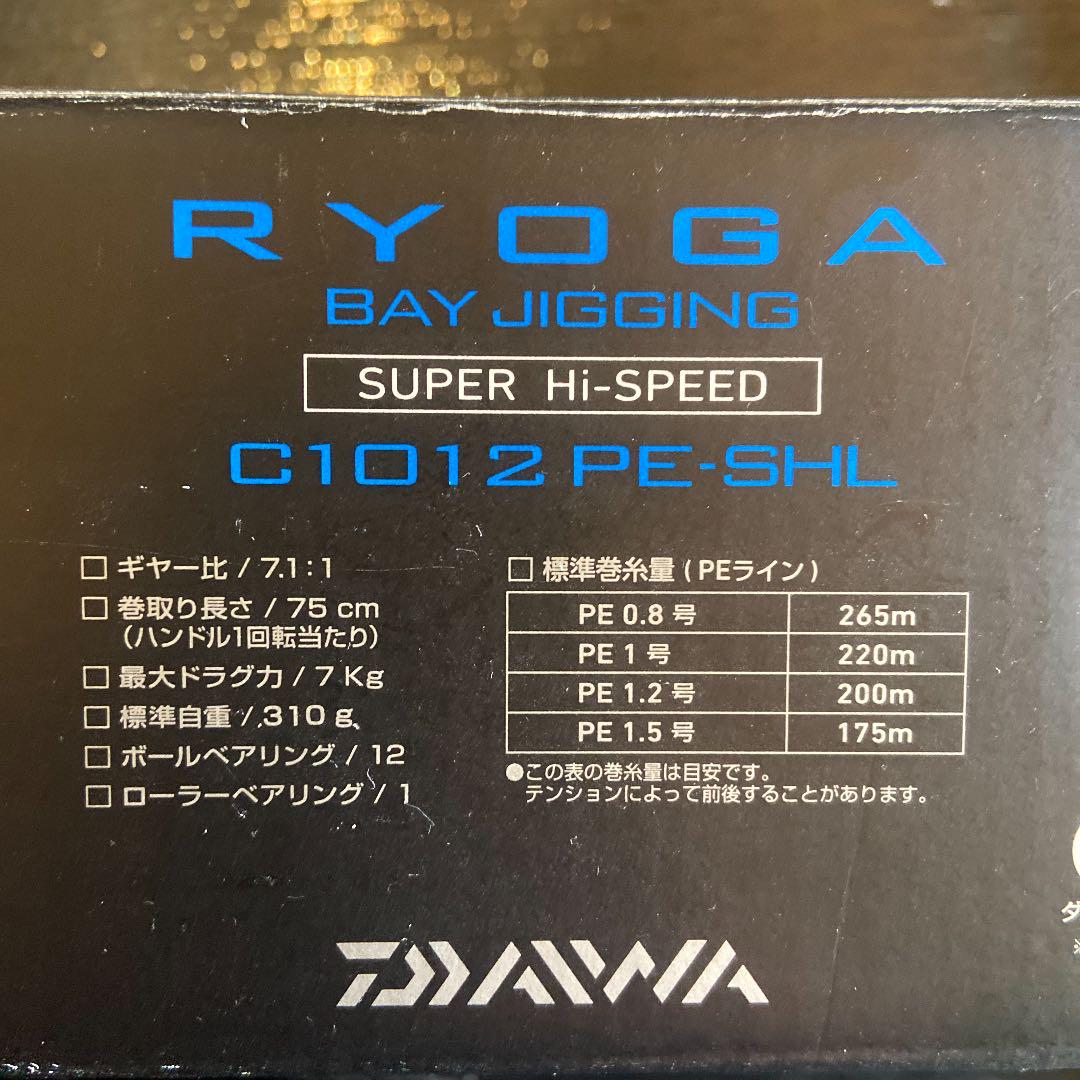 RYOGA
BAY JIGGING
SUPER Hi-SPEED
C1012 PE-SHL
□ ギヤー比 / 7.1:1
□ 巻取り長さ / 75 cm
(ハンドル1回転当たり)
□ 最大ドラグ力 / 7 Kg
□ 標準自重 / 310 g
□ ボールベアリング / 12
□ ローラーベアリング / 1
□ 標準巻糸量 (PEライン)
PE 0.8 号 265m
PE 1 号 220m
PE 1.2 号 200m
PE 1.5 号 175m
●この表の巻糸量は目安です。
テンションによって前後することがあります。
DAIWA